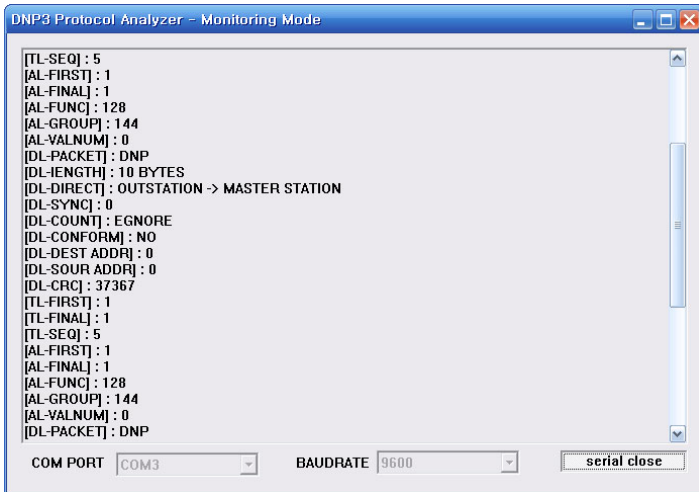 DNP3 Protocol Analyzer - Monitoring Mode
[TL-SEQ] : 5
[AL-FIRST] : 1
[AL-FINAL] : 1
[AL-FUNC] : 128
[AL-GROUP] : 144
[AL-VALNUM] : 0
[DL-PACKET] : DNP
[DL-lENGTH] : 10 BYTES
[DL-DIRECT] : OUTSTATION -> MASTER STATION
[DL-SYNC] : 0
[DL-COUNT] : EGNORE
[DL-CONFORM] : NO
[DL-DEST ADDR] : 0
[DL-SOUR ADDR] : 0
[DL-CRC] : 37367
[TL-FIRST] : 1
[TL-FINAL] : 1
[TL-SEQ] : 5
[AL-FIRST] : 1
[AL-FINAL] : 1
[AL-FUNC] : 128
[AL-GROUP] : 144
[AL-VALNUM] : 0
[DL-PACKET] : DNP
COM PORT COM3 BAUDRATE 9600 serial close